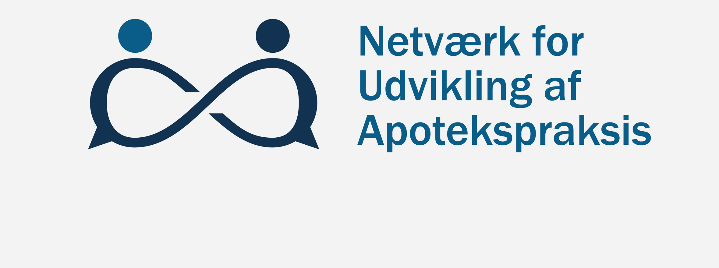 Netværk for
Udvikling af
Apotekspraksis